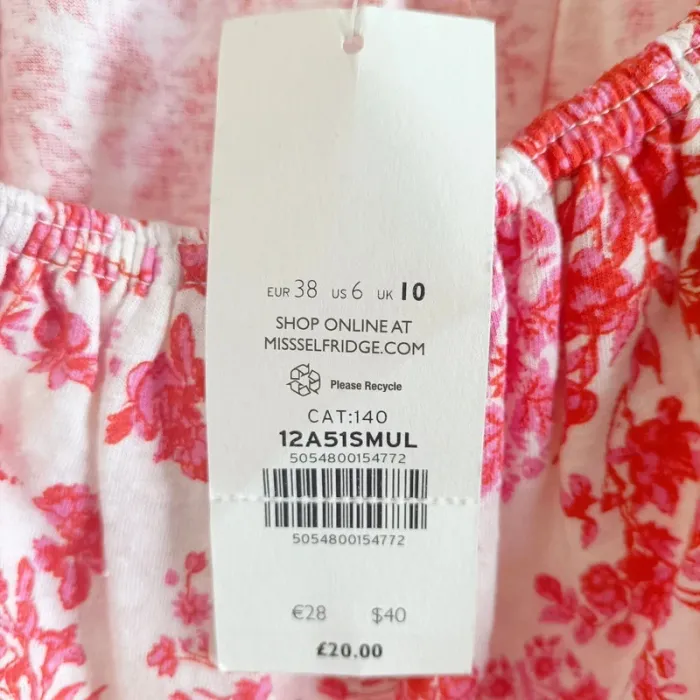 EUR 38 US 6 UK 10
SHOP ONLINE AT
MISSSELFRIDGE.COM
Please Recycle
CAT:140
12A51SMUL
5054800154772
5054800154772
€28 $40
£20.00